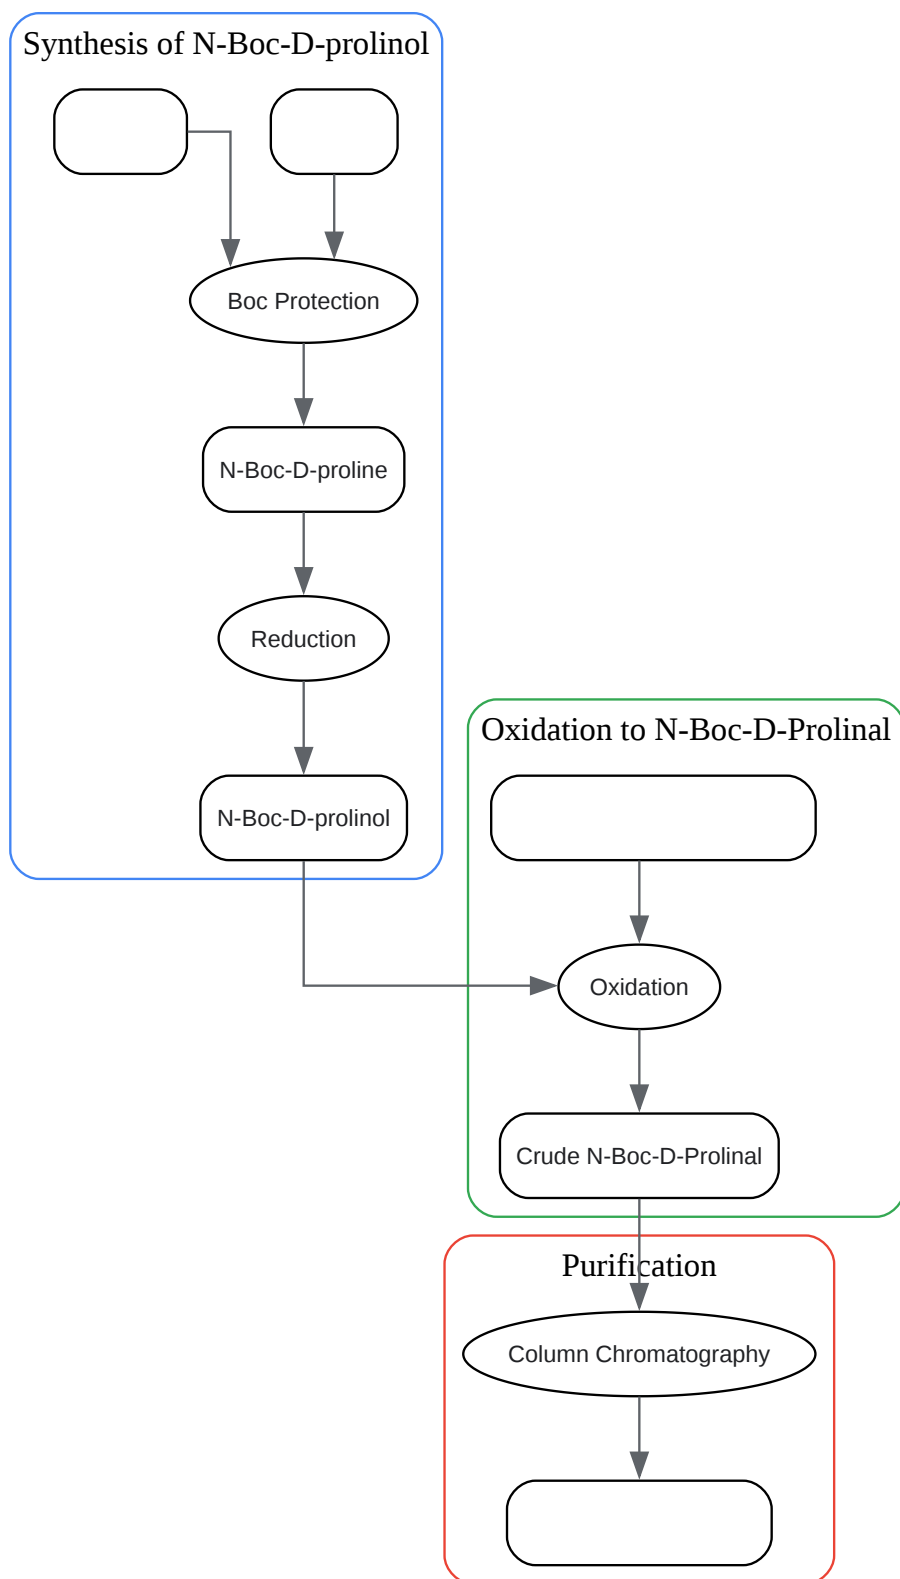 Synthesis of N-Boc-D-prolinol
Boc Protection
N-Boc-D-proline
Reduction
N-Boc-D-prolinol
Oxidation to N-Boc-D-Prolinal
Oxidation
Crude N-Boc-D-Prolinal
Purification
Column Chromatography